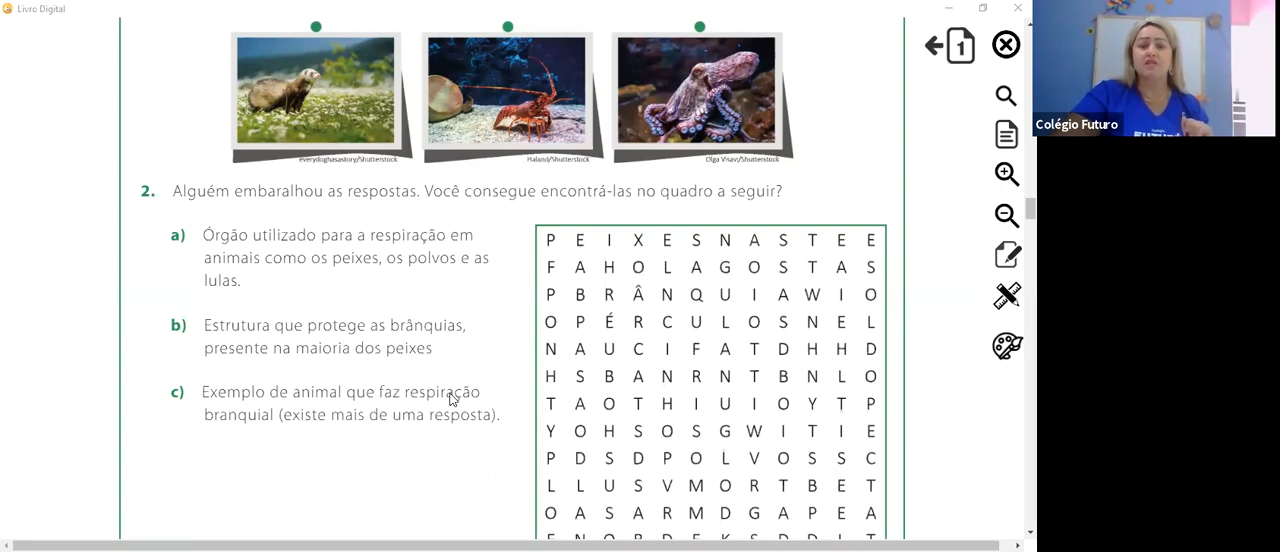 Livro Digital
1
Colégio Futuro
everydoghasastory/Shutterstock
Haland/Shutterstock
Olga Visavi/Shutterstock
2. Alguém embaralhou as respostas. Você consegue encontrá-las no quadro a seguir?
a) Órgão utilizado para a respiração em
animais como os peixes, os polvos e as
lulas.
b) Estrutura que protege as brânquias,
presente na maioria dos peixes
c) Exemplo de animal que faz respiração
branquial (existe mais de uma resposta).
P E I X E S N A S T E E
F A H O L A G O S T A S
P B R Â N Q U I A W I O
O P É R C U L O S N E L
N A U C I F A T D H H D
H S B A N R N T B N L O
T A O T H I U I O Y T P
Y O H S O S G W I T I E
P D S D P O L V O S S C
L L U S V M O R T B E T
O A S A R M D G A P E A